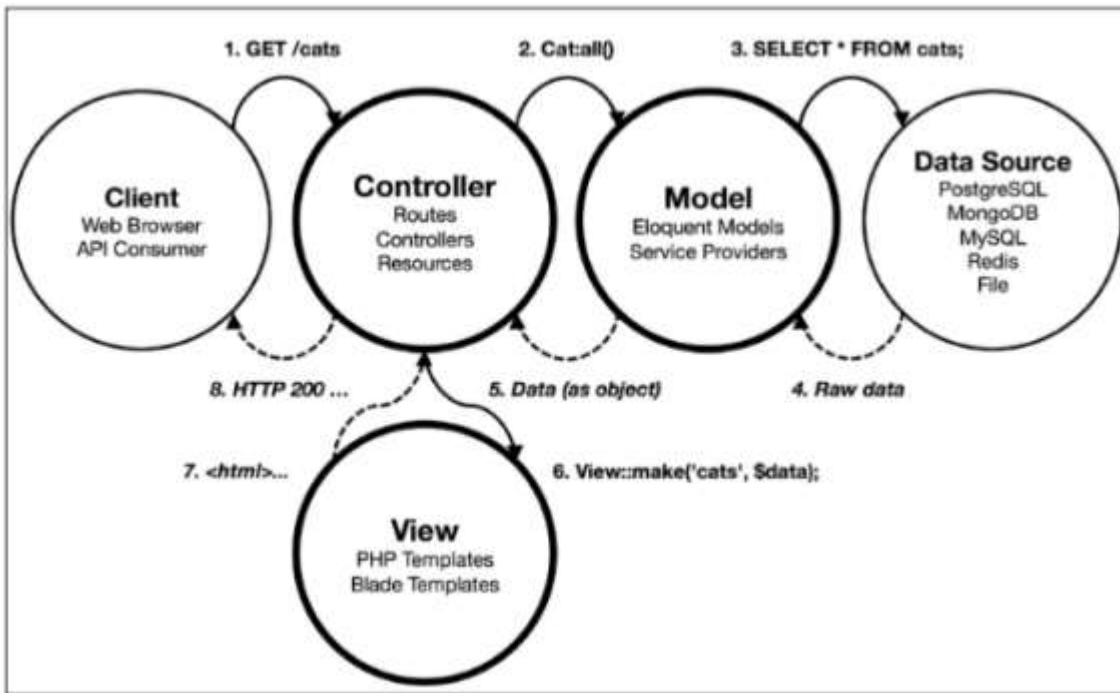 1. GET /cats
2. Cat:all()
3. SELECT * FROM cats;
Client
Web Browser
API Consumer
Controller
Routes
Controllers
Resources
Model
Eloquent Models
Service Providers
Data Source
PostgreSQL
MongoDB
MySQL
Redis
File
8. HTTP 200 ...
5. Data (as object)
4. Raw data
7. <html>...
6. View::make('cats', $data);
View
PHP Templates
Blade Templates